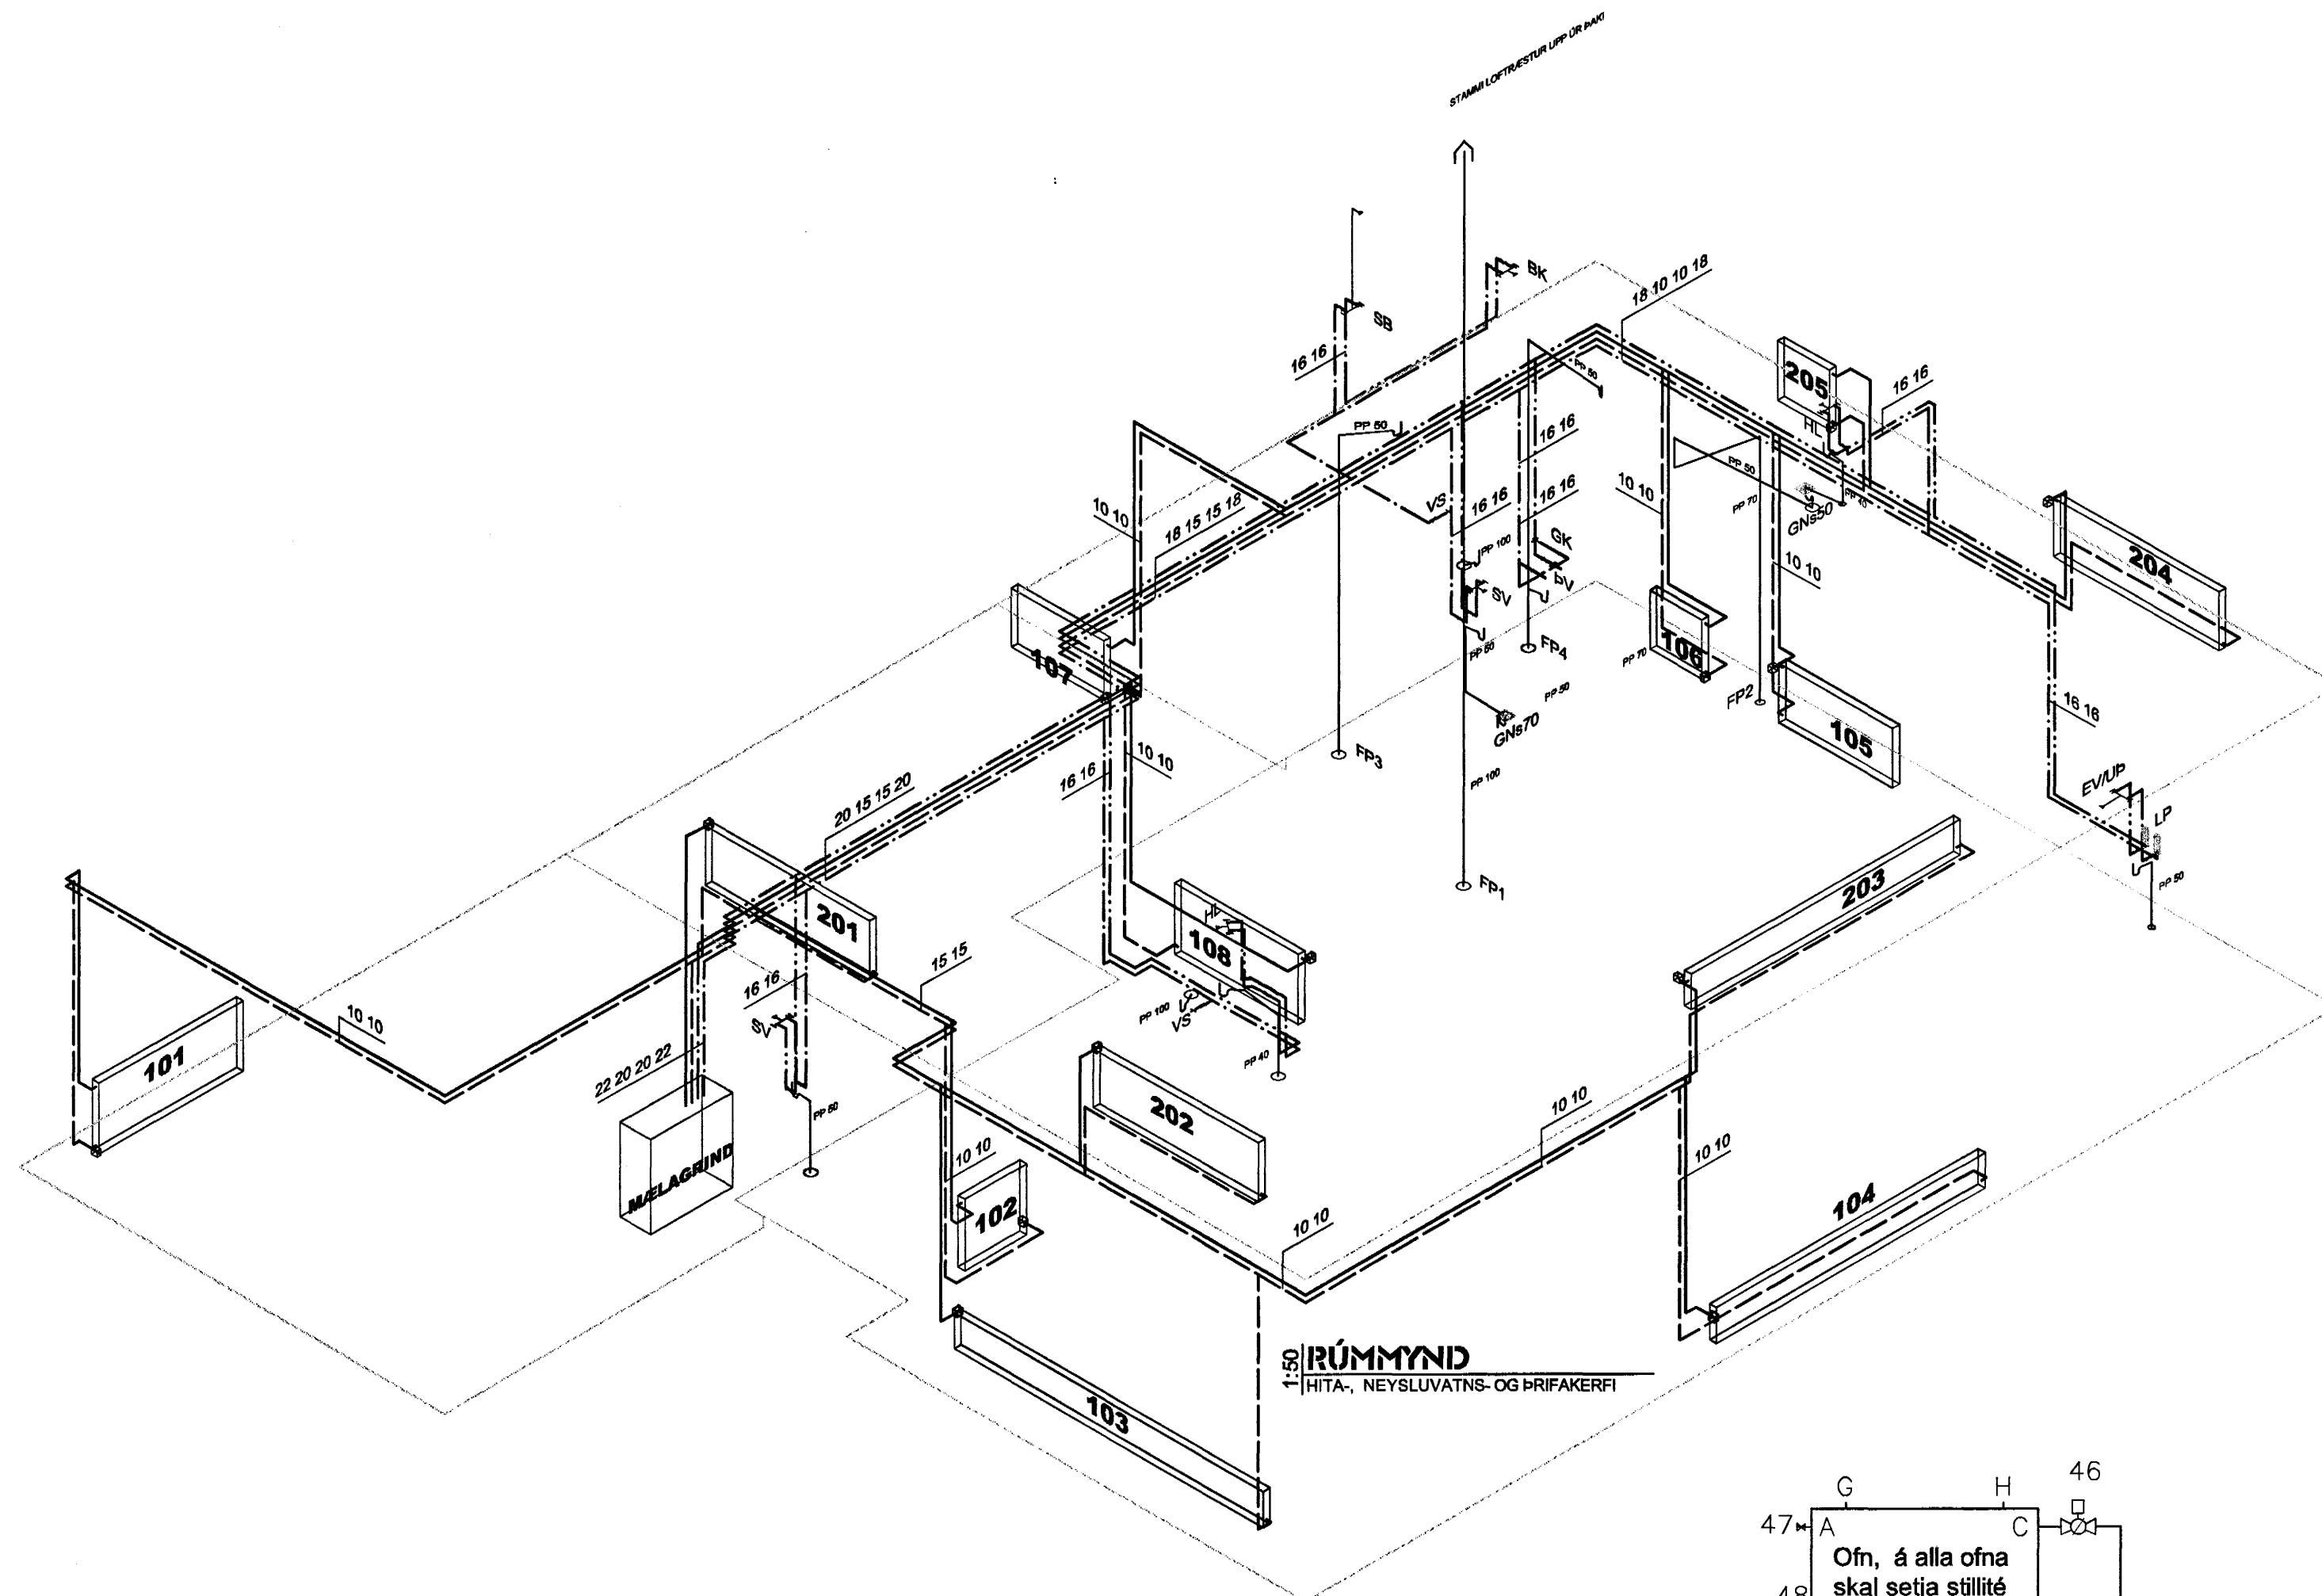 STAMMI LOFTRÆSTUR UPP ÚR ÞAKI
BK
SB
18 10 10 18
16 16
205
16 16
PP 50
PP 50
HL
16 16
PP 50
10 10
18 15 15 18
VS
16 16
16 16
10 10
PP 70
PP 40
GNs50
204
PP 100
GK
ÞV
10 10
SV
107
PP 50
FP4
106
PP 70
PP 50
FP2
GNs70
105
16 16
FP3
10 10
16 16
PP 100
EV/UÞ
LP
20 15 15 20
FP1
203
PP 50
201
108
15 15
16 16
SV
PP 100
VS
10 10
101
22 20 20 22
PP 40
PP 50
202
10 10
MÆLAGRIND
10 10
102
10 10
104
10 10
103
1:50
RÚMMYND
HITA-, NEYSLUVATNS- OG ÞRIFAKERFI
46
G H
47 A C
Ofn, á alla ofna
48 skal setja stillité